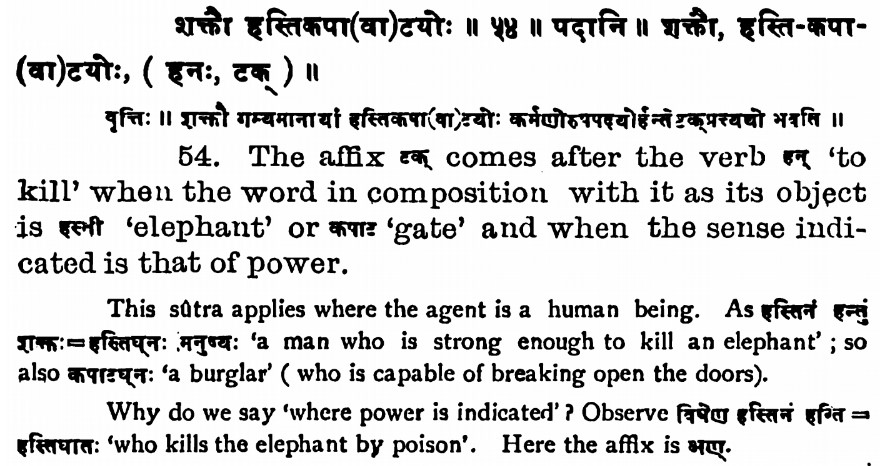 शक्तौ हस्तिकपा(वा)टयोः ॥ ५४ ॥ पदानि ॥ शक्तौ, हस्ति-कपा-
(वा)टयोः, ( हनः, टक् ) ॥
वृत्तिः ॥ शक्तौ गम्यमानायां हस्तिकपा(वा)टयोः कर्मणोरुपपदयोर्हन्तेष्टक्प्रत्ययो भवति ॥
54. The affix टक् comes after the verb हन् ‘to
kill’ when the word in composition with it as its object
is हस्ती ‘elephant’ or कपाट ‘gate’ and when the sense indi-
cated is that of power.
This sûtra applies where the agent is a human being. As हस्तिनं हन्तुं
शक्तः=हस्तिघ्नः मनुष्यः ‘a man who is strong enough to kill an elephant’ ; so
also कपाटघ्नः ‘a burglar’ ( who is capable of breaking open the doors).
Why do we say ‘where power is indicated’? Observe विषेण हस्तिनं हन्ति =
हस्तिघातः ‘who kills the elephant by poison’. Here the affix is अण्.